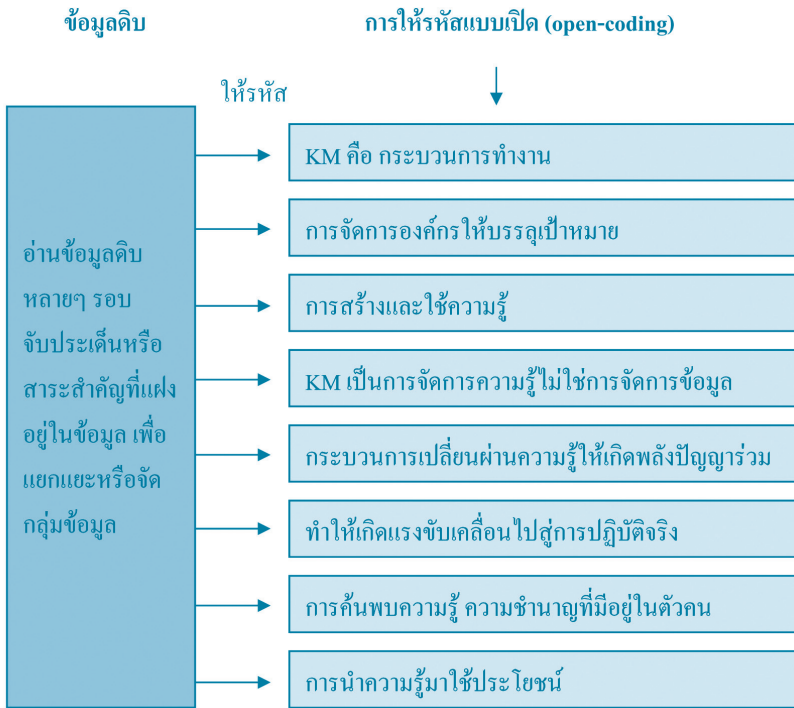 ข้อมูลดิบ
การให้รหัสแบบเปิด (open-coding)
ให้รหัส
อ่านข้อมูลดิบ
หลายๆ รอบ
จับประเด็นหรือ
สาระสำคัญที่แฝง
อยู่ในข้อมูล เพื่อ
แยกแยะหรือจัด
กลุ่มข้อมูล
KM คือ กระบวนการทำงาน
การจัดการองค์กรให้บรรลุเป้าหมาย
การสร้างและใช้ความรู้
KM เป็นการจัดการความรู้ไม่ใช่การจัดการข้อมูล
กระบวนการเปลี่ยนผ่านความรู้ให้เกิดพลังปัญญาร่วม
ทำให้เกิดแรงขับเคลื่อนไปสู่การปฏิบัติจริง
การค้นพบความรู้ ความชำนาญที่มีอยู่ในตัวคน
การนำความรู้มาใช้ประโยชน์